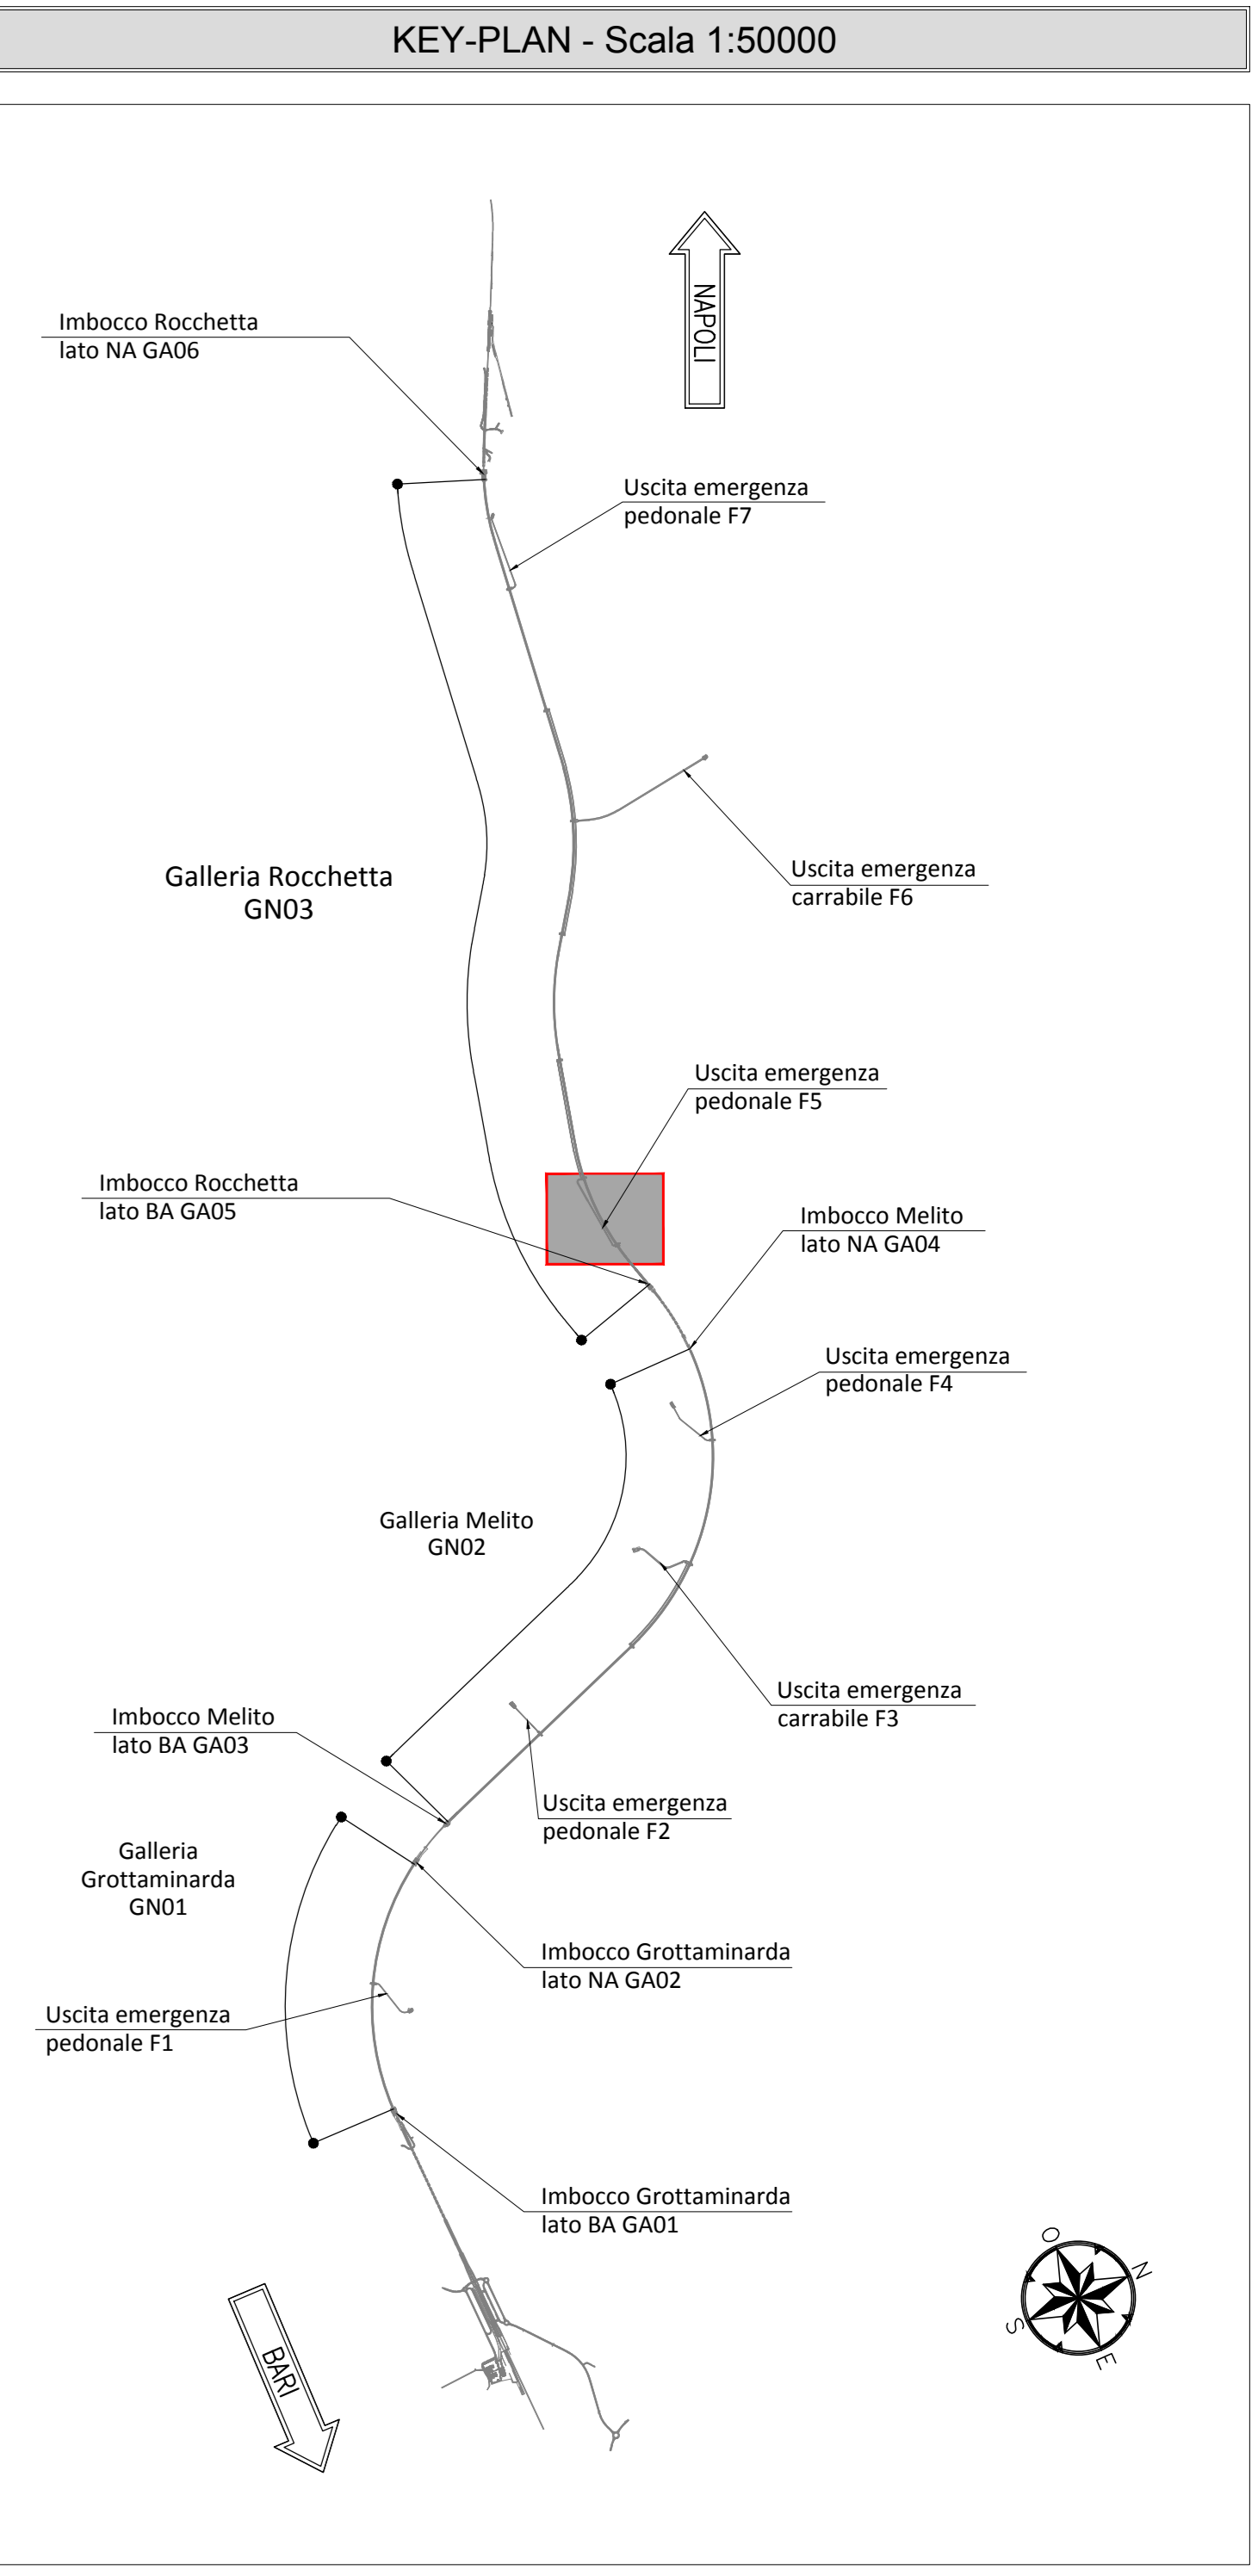 KEY-PLAN - Scala 1:50000
NAPOLI
Imbocco Rocchetta
lato NA GA06
Uscita emergenza
pedonale F7
Uscita emergenza
carrabile F6
Galleria Rocchetta
GN03
Uscita emergenza
pedonale F5
Imbocco Rocchetta
lato BA GA05
Imbocco Melito
lato NA GA04
Uscita emergenza
pedonale F4
Galleria Melito
GN02
Uscita emergenza
carrabile F3
Imbocco Melito
lato BA GA03
Uscita emergenza
pedonale F2
Galleria
Grottaminarda
GN01
Imbocco Grottaminarda
lato NA GA02
Uscita emergenza
pedonale F1
Imbocco Grottaminarda
lato BA GA01
BARI
O
N
S
E